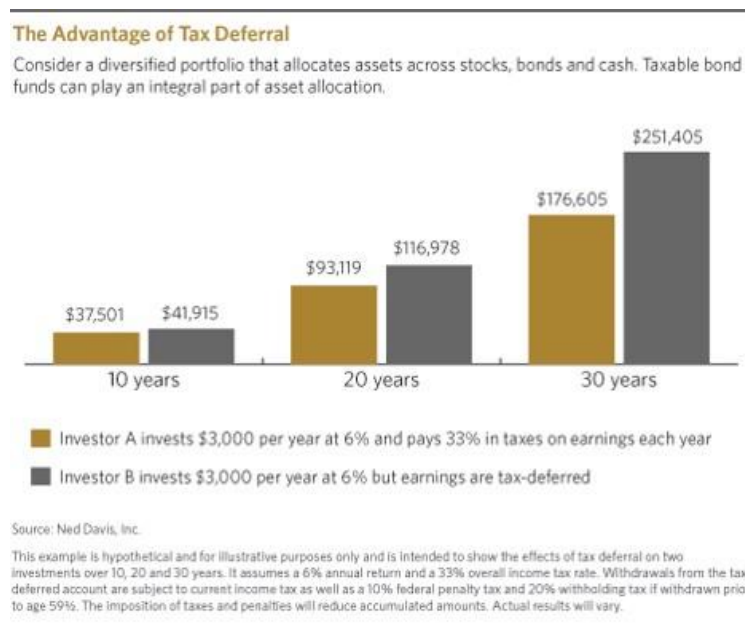 The Advantage of Tax Deferral
Consider a diversified portfolio that allocates assets across stocks, bonds and cash. Taxable bond
funds can play an integral part of asset allocation.
$251,405
$176,605
$116,978
$93,119
$37,501 $41,915
10 years 20 years 30 years
Investor A invests $3,000 per year at 6% and pays 33% in taxes on earnings each year
Investor B invests $3,000 per year at 6% but earnings are tax-deferred
Source: Ned Davis, Inc.
This example is hypothetical and for illustrative purposes only and is intended to show the effects of tax deferral on two
investments over 10, 20 and 30 years. It assumes a 6% annual return and a 33% overall income tax rate. Withdrawals from the tax
deferred account are subject to current income tax as well as a 10% federal penalty tax and 20% withholding tax if withdrawn prio
to age 59½. The imposition of taxes and penalties will reduce accumulated amounts. Actual results will vary.